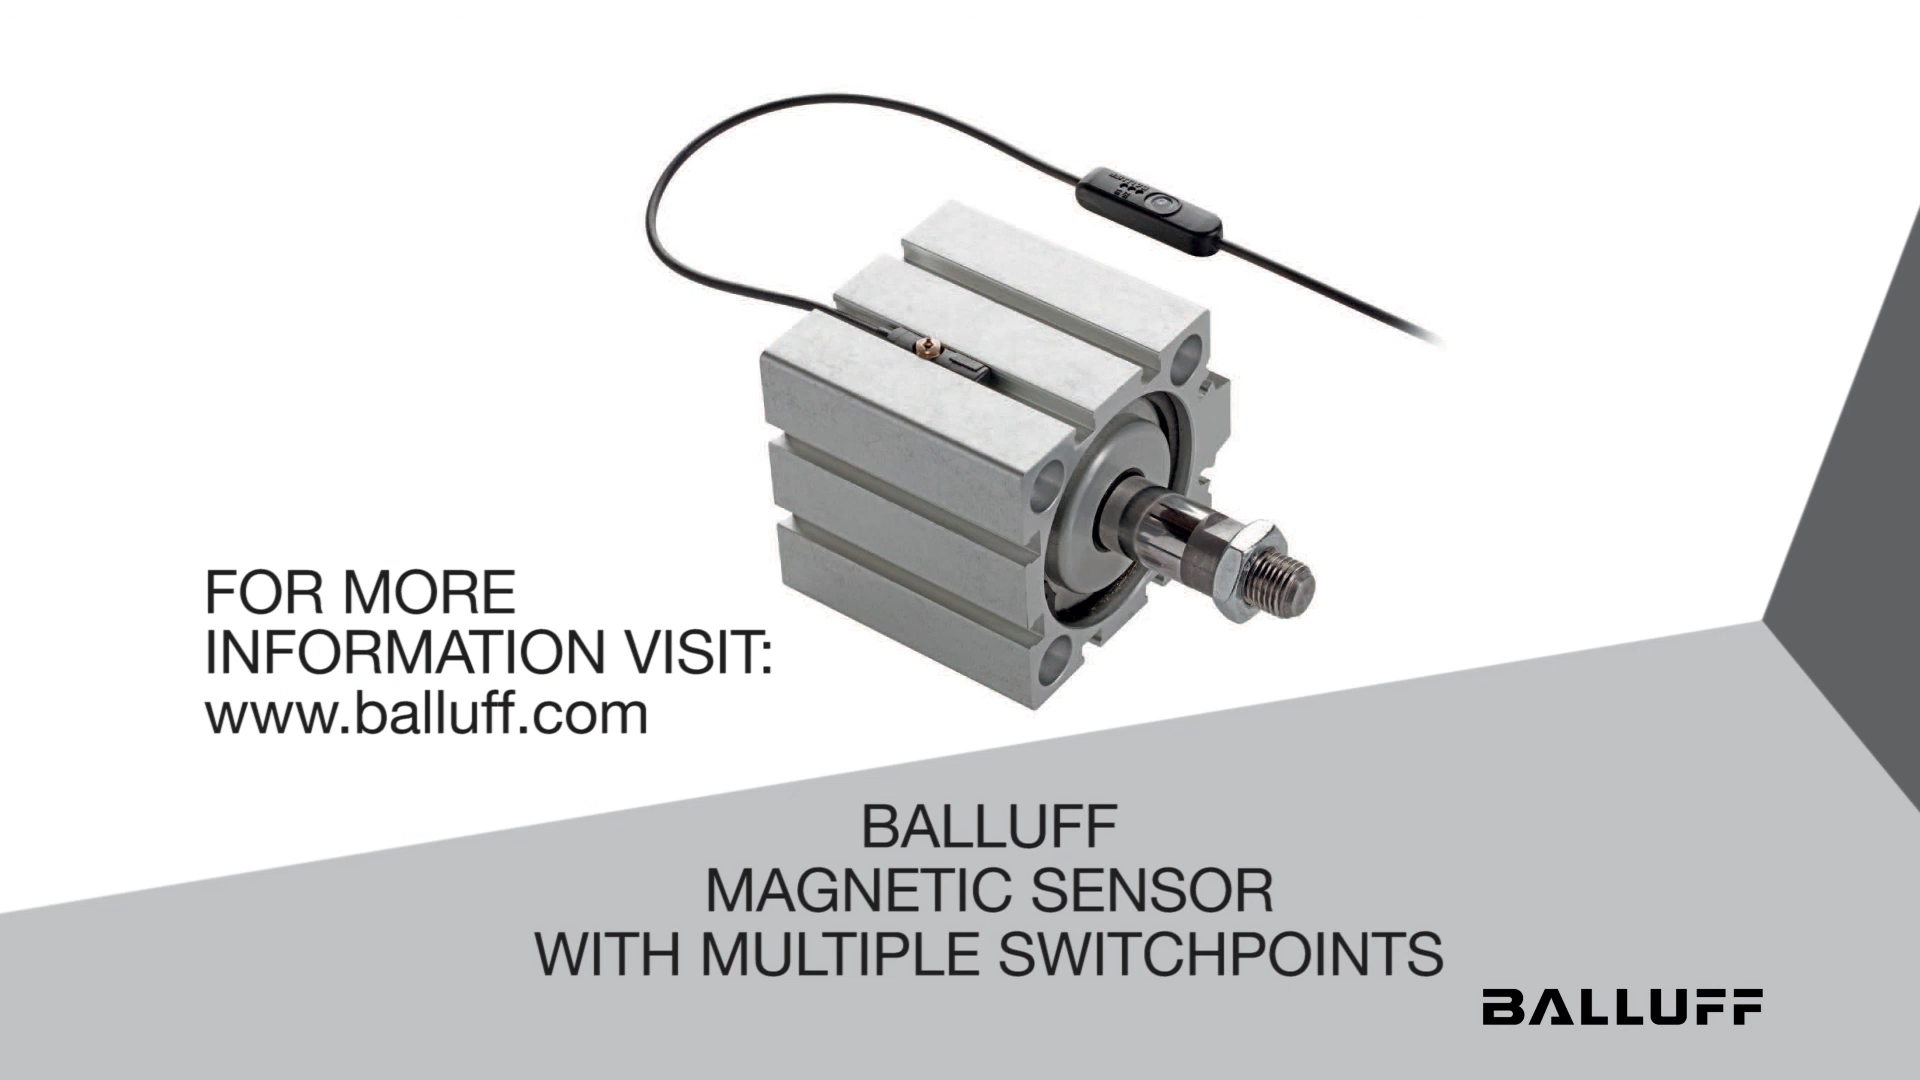 FOR MORE
INFORMATION VISIT:
www.balluff.com
BALLUFF
MAGNETIC SENSOR
WITH MULTIPLE SWITCHPOINTS
BALLUFF